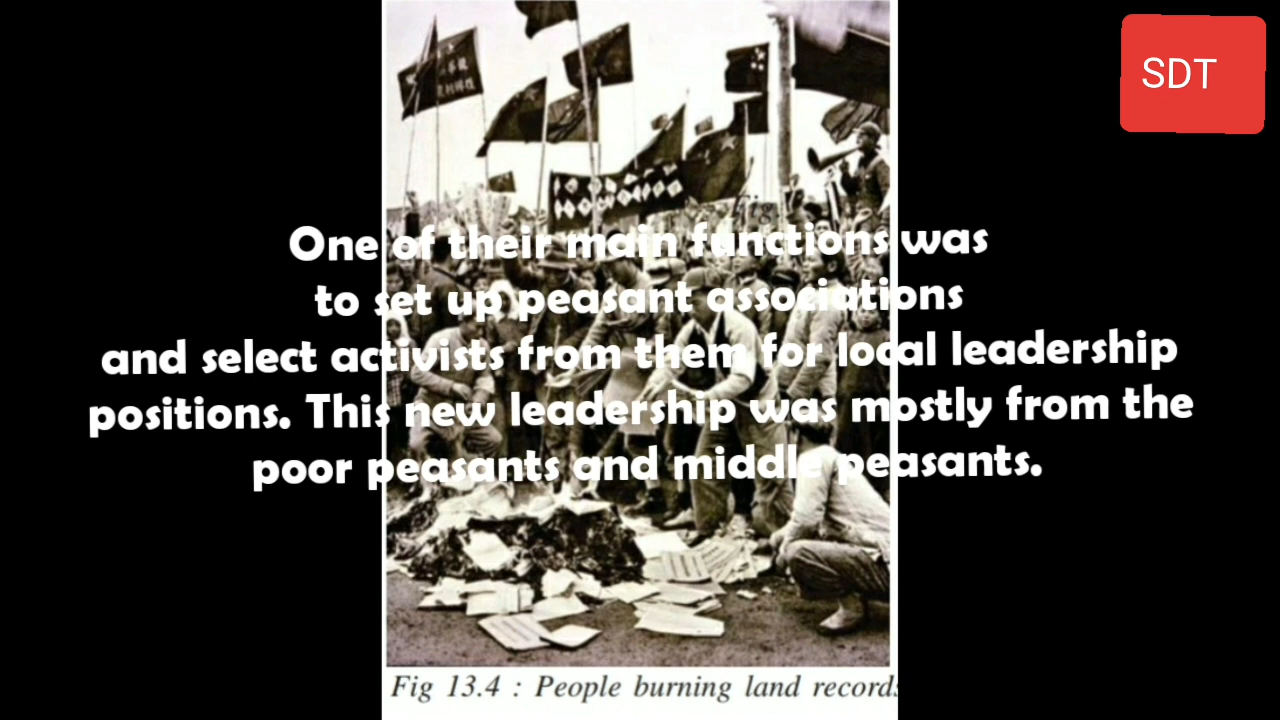 SDT
One of their main functions was
to set up peasant associations
and select activists from them for local leadership
positions. This new leadership was mostly from the
poor peasants and middle peasants.
Fig 13.4 : People burning land records